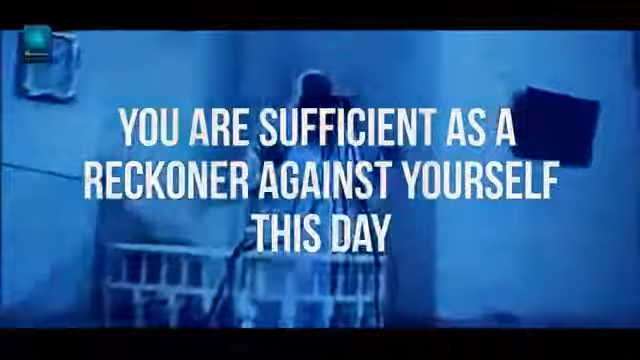 YOU ARE SUFFICIENT AS A
RECKONER AGAINST YOURSELF
THIS DAY